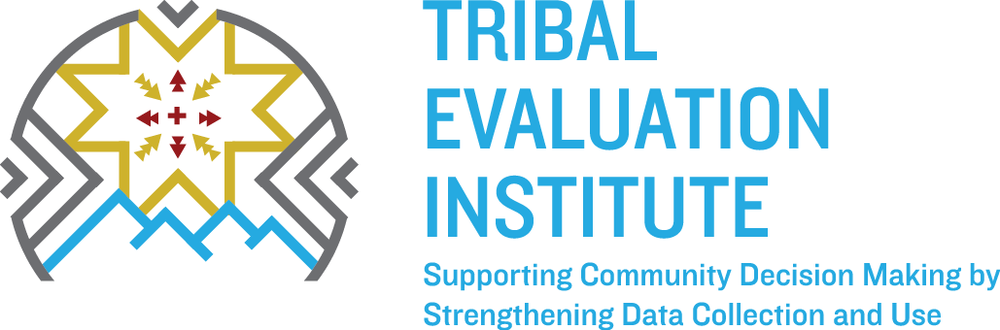 TRIBAL
EVALUATION
INSTITUTE
Supporting Community Decision Making by
Strengthening Data Collection and Use